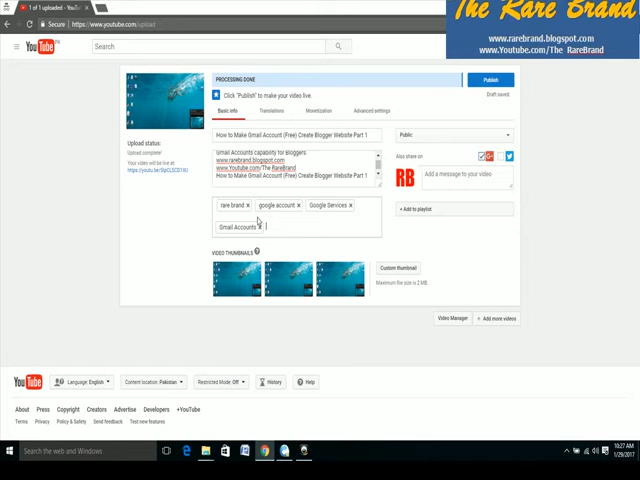 The Rare Brand
www.rarebrand.blogspot.com
www.Youtube.com/The RareBrand
1 of 1 uploaded - YouTube
Secure
https://www.youtube.com/upload
YouTube
Search
PROCESSING DONE
Publish
Click "Publish" to make your video live.
Draft saved.
Basic info
Translations
Monetization
Advanced settings
How to Make Gmail Account (Free) Create Blogger Website Part 1
Public
Upload status:
Upload complete!
Your video will be live at:
Gmail Accounts capability for Bloggers.
www.rarebrand.blogspot.com
www.Youtube.com/The RareBrand
How to Make Gmail Account (Free) Create Blogger Website Part 1
Also share on
RB
Add a message to your video
rare brand
google account
Google Services
Gmail Accounts
+ Add to playlist
VIDEO THUMBNAILS
Custom thumbnail
Maximum file size is 2 MB.
Video Manager
+ Add more videos
YouTube
Language: English
Content location: Pakistan
Restricted Mode: Off
History
Help
About
Press
Copyright
Creators
Advertise
Developers
+YouTube
Terms
Privacy
Policy & Safety
Send feedback
Test new features
Search the web and Windows
10:27 AM
1/29/2017